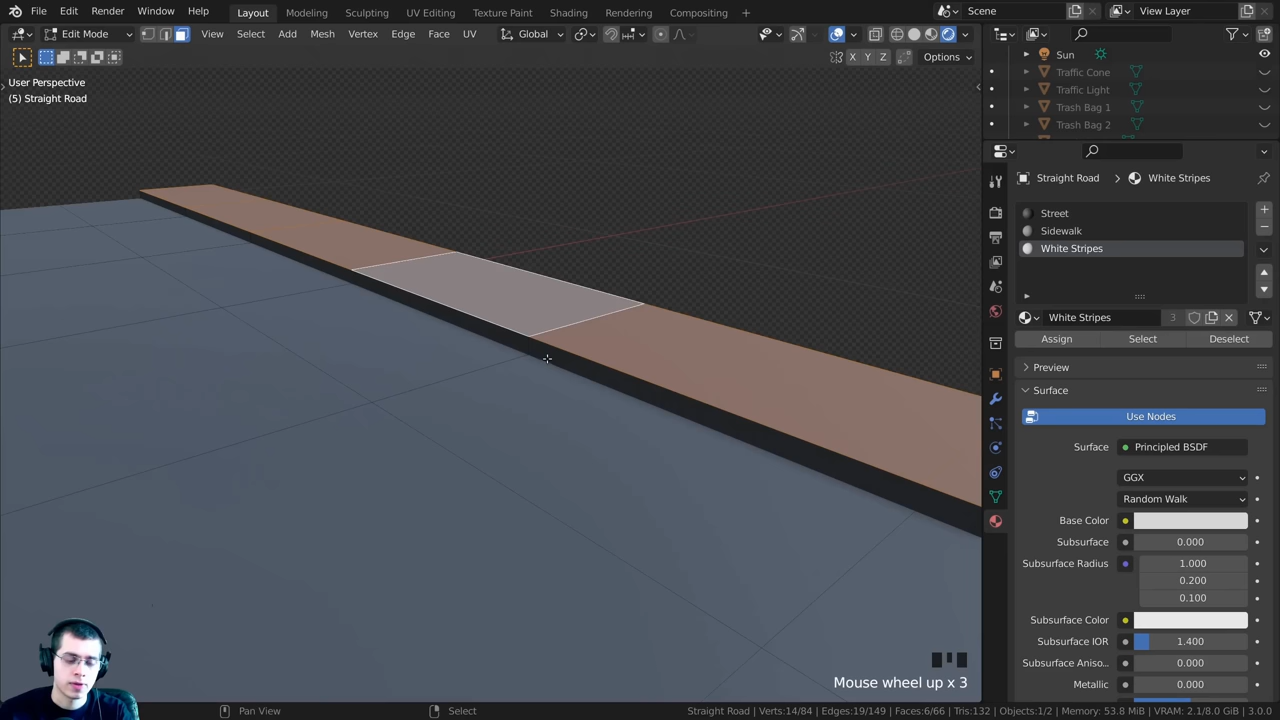 File Edit Render Window Help Layout Modeling Sculpting UV Editing Texture Paint Shading Rendering Compositing Scene View Layer
Edit Mode View Select Add Mesh Vertex Edge Face UV Global
X Y Z Options
User Perspective
(5) Straight Road
Sun
Traffic Cone
Traffic Light
Trash Bag 1
Trash Bag 2
Straight Road > White Stripes
Street
Sidewalk
White Stripes
White Stripes 3
Assign Select Deselect
Preview
Surface
Use Nodes
Surface Principled BSDF
GGX
Random Walk
Base Color
Subsurface 0.000
Subsurface Radius 1.000
0.200
0.100
Subsurface Color
Subsurface IOR 1.400
Subsurface Aniso... 0.000
Metallic 0.000
Mouse wheel up x 3
Pan View Select Straight Road | Verts:14/84 | Edges:19/149 | Faces:6/66 | Tris:132 | Objects:1/2 | Memory: 53.8 MiB | VRAM: 2.1/8.0 GiB | 3.0.0